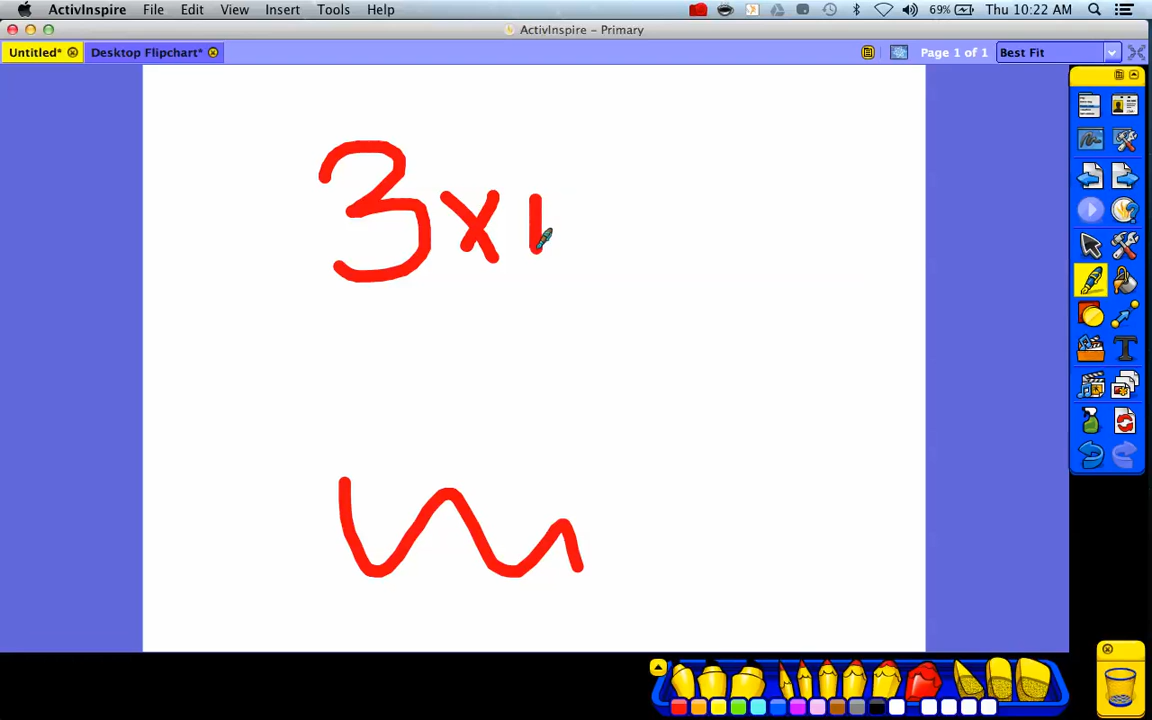 ActivInspire File Edit View Insert Tools Help 69% Thu 10:22 AM
ActivInspire – Primary
Untitled* Desktop Flipchart* Page 1 of 1 Best Fit
3x1